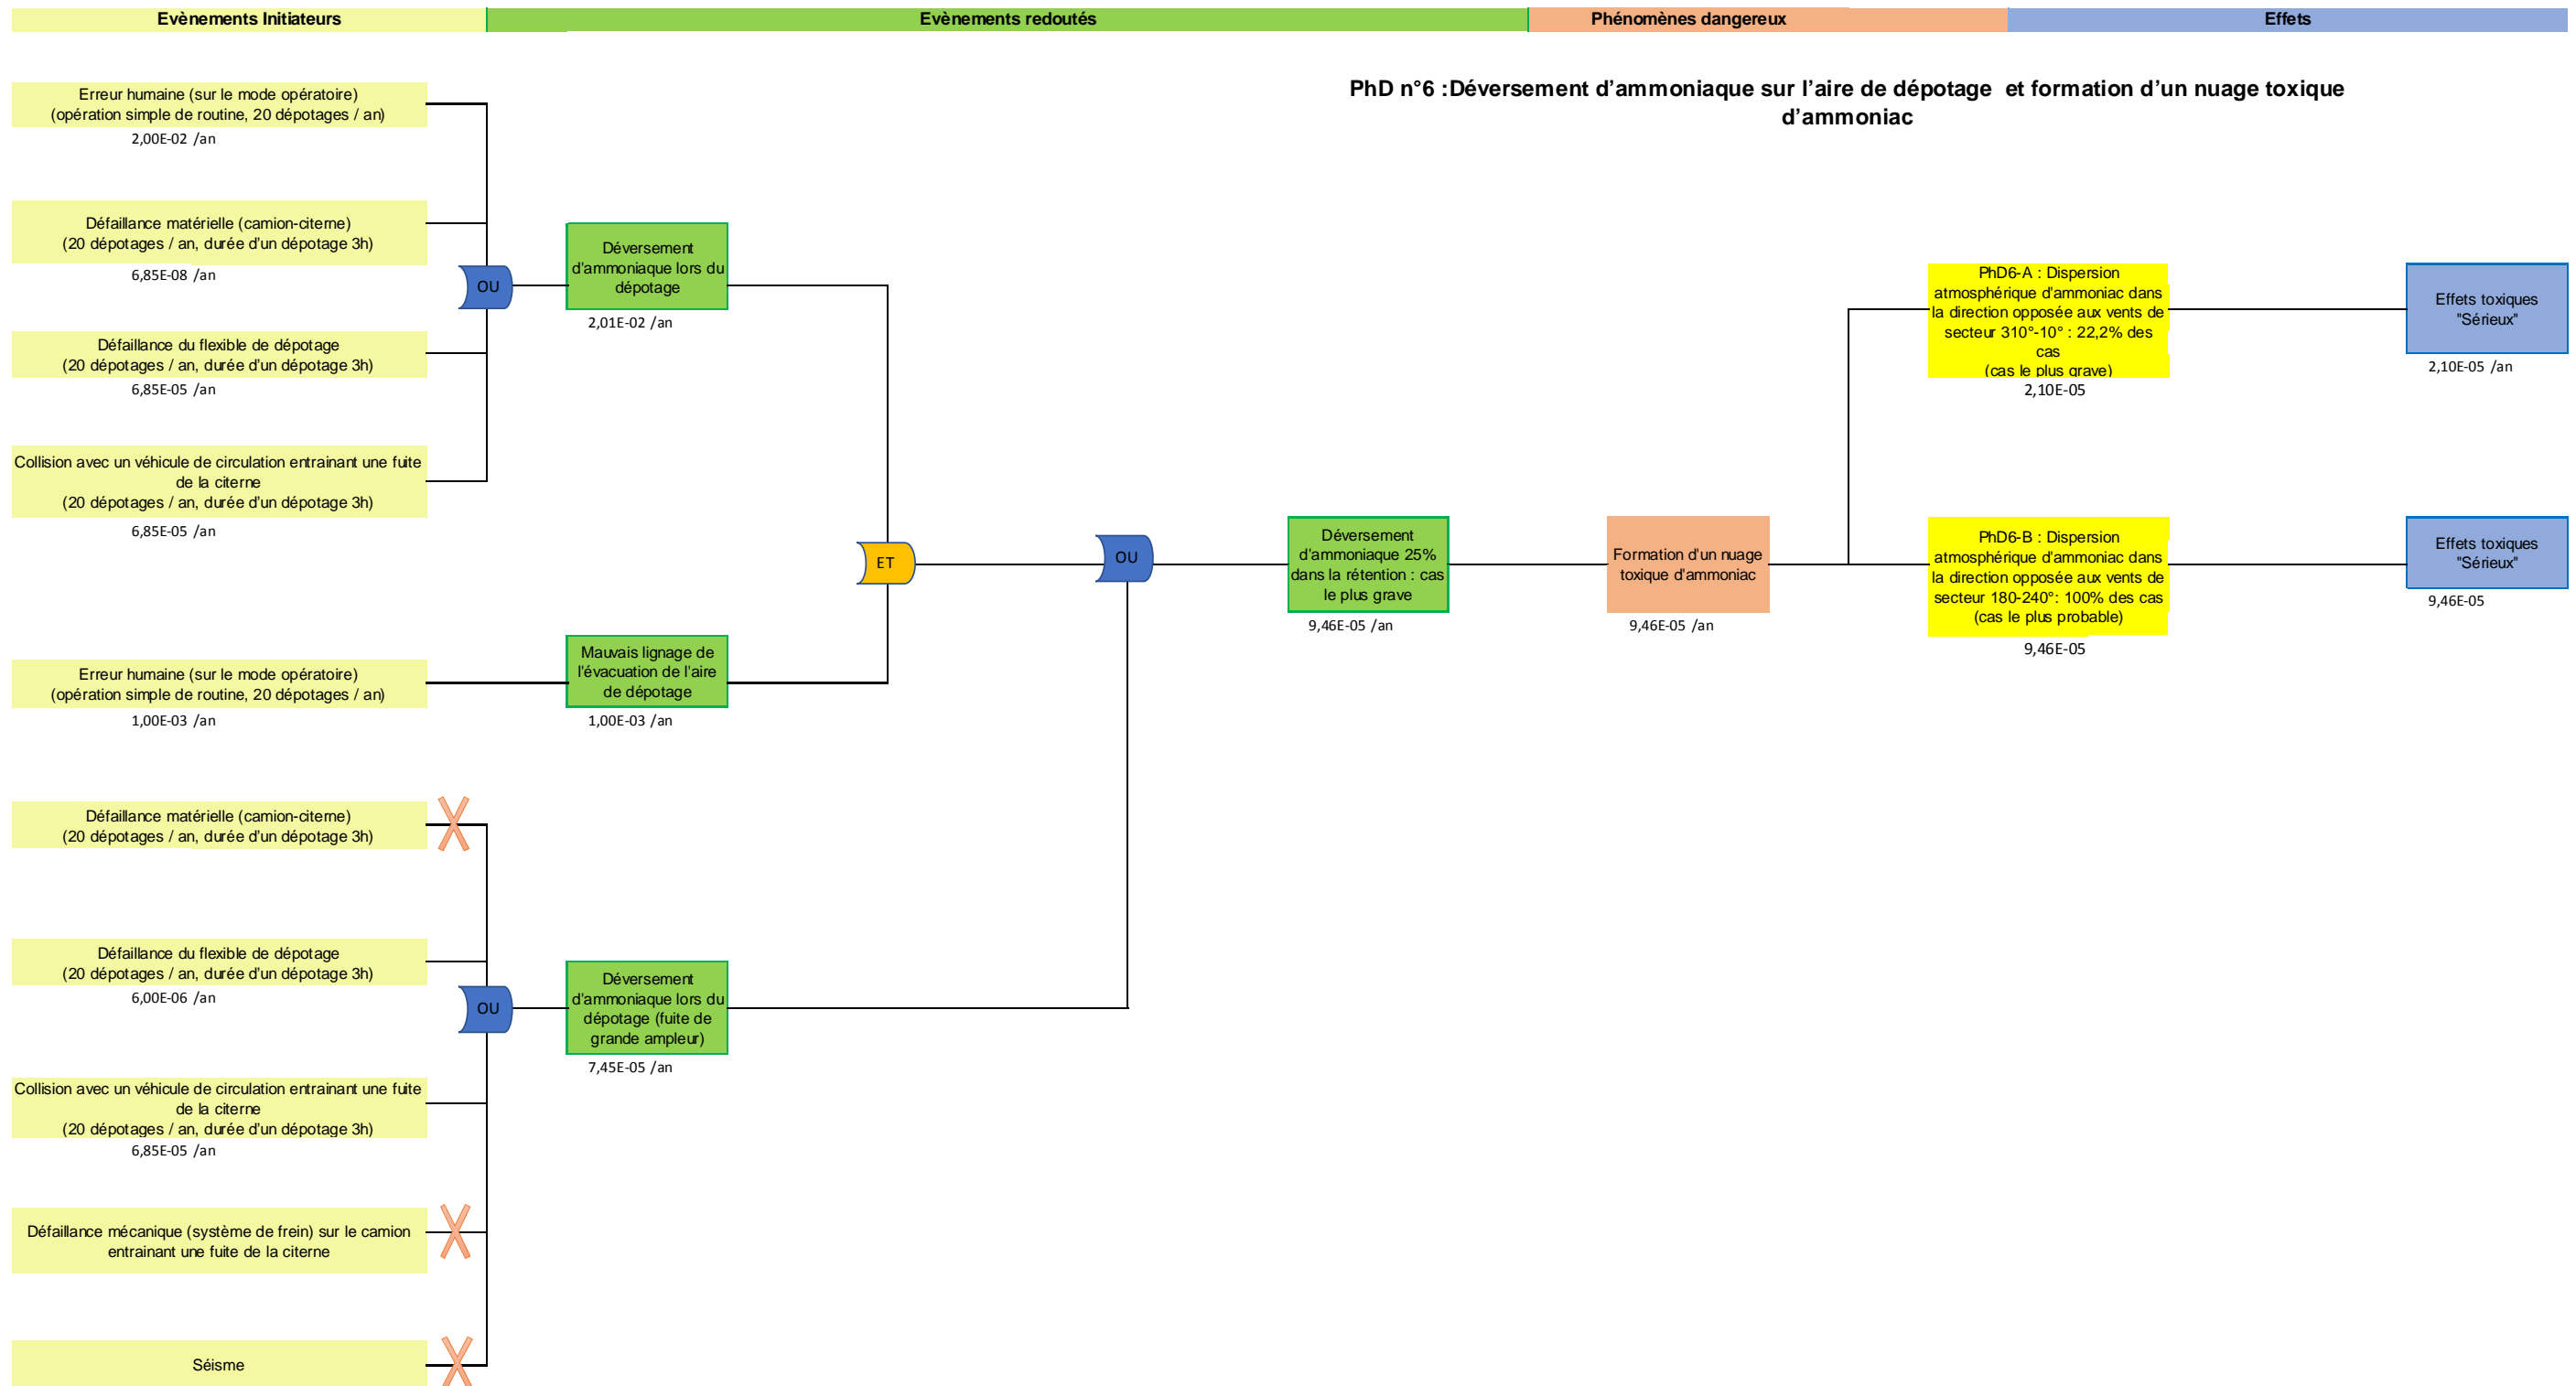 Evènements Initiateurs
Evènements redoutés
Phénomènes dangereux
Effets
PhD n°6 :Déversement d’ammoniaque sur l’aire de dépotage et formation d’un nuage toxique
d’ammoniac
Erreur humaine (sur le mode opératoire)
(opération simple de routine, 20 dépotages / an)
2,00E-02 /an
Défaillance matérielle (camion-citerne)
(20 dépotages / an, durée d’un dépotage 3h)
6,85E-08 /an
Défaillance du flexible de dépotage
(20 dépotages / an, durée d’un dépotage 3h)
6,85E-05 /an
Collision avec un véhicule de circulation entrainant une fuite
de la citerne
(20 dépotages / an, durée d’un dépotage 3h)
6,85E-05 /an
OU
Déversement
d'ammoniaque lors du
dépotage
2,01E-02 /an
Erreur humaine (sur le mode opératoire)
(opération simple de routine, 20 dépotages / an)
1,00E-03 /an
Mauvais lignage de
l'évacuation de l'aire
de dépotage
1,00E-03 /an
ET
OU
Déversement
d'ammoniaque 25%
dans la rétention : cas
le plus grave
9,46E-05 /an
Formation d'un nuage
toxique d'ammoniac
9,46E-05 /an
PhD6-A : Dispersion
atmosphérique d'ammoniac dans
la direction opposée aux vents de
secteur 310°-10° : 22,2% des
cas
(cas le plus grave)
2,10E-05
Effets toxiques
"Sérieux"
2,10E-05 /an
PhD6-B : Dispersion
atmosphérique d'ammoniac dans
la direction opposée aux vents de
secteur 180-240°: 100% des cas
(cas le plus probable)
9,46E-05
Effets toxiques
"Sérieux"
9,46E-05
Défaillance matérielle (camion-citerne)
(20 dépotages / an, durée d’un dépotage 3h)
Défaillance du flexible de dépotage
(20 dépotages / an, durée d’un dépotage 3h)
6,00E-06 /an
OU
Déversement
d'ammoniaque lors du
dépotage (fuite de
grande ampleur)
7,45E-05 /an
Collision avec un véhicule de circulation entrainant une fuite
de la citerne
(20 dépotages / an, durée d’un dépotage 3h)
6,85E-05 /an
Défaillance mécanique (système de frein) sur le camion
entrainant une fuite de la citerne
Séisme